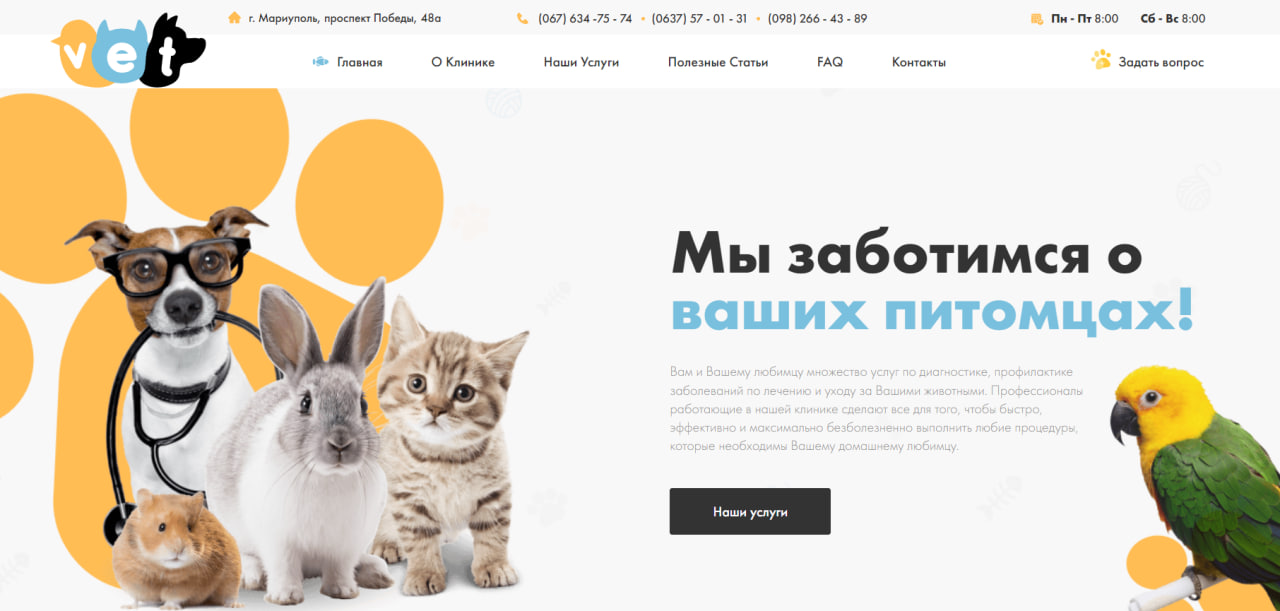 vet
г. Мариуполь, проспект Победы, 48а
(067) 634 -75 - 74 • (0637) 57 - 01 - 31 • (098) 266 - 43 - 89
Пн - Пт 8:00 Сб - Вс 8:00
Главная О Клинике Наши Услуги Полезные Статьи FAQ Контакты Задать вопрос
Мы заботимся о
ваших питомцах!
Вам и Вашему любимцу множество услуг по диагностике, профилактике
заболеваний по лечению и уходу за Вашими животными. Профессионалы
работающие в нашей клинике сделают все для того, чтобы быстро,
эффективно и максимально безболезненно выполнить любие процедуры,
которые необходимы Вашему домашнему любимцу.
Наши услуги